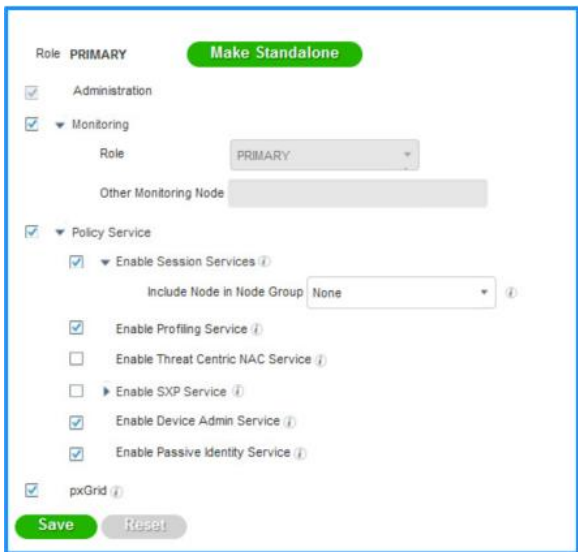 Role PRIMARY Make Standalone
Administration
Monitoring
Role PRIMARY
Other Monitoring Node
Policy Service
Enable Session Services
Include Node in Node Group None
Enable Profiling Service
Enable Threat Centric NAC Service
Enable SXP Service
Enable Device Admin Service
Enable Passive Identity Service
pxGrid
Save Reset